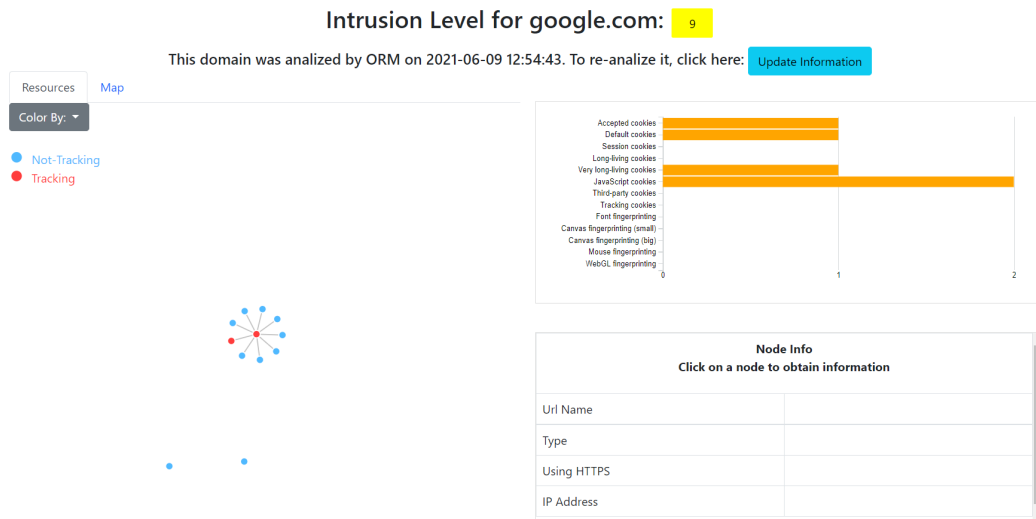 Intrusion Level for google.com: 9
This domain was analized by ORM on 2021-06-09 12:54:43. To re-analize it, click here: Update Information
Resources Map
Color By:
Not-Tracking
Tracking
Accepted cookies
Default cookies
Session cookies
Long-living cookies
Very long-living cookies
JavaScript cookies
Third-party cookies
Tracking cookies
Font fingerprinting
Canvas fingerprinting (small)
Canvas fingerprinting (big)
Mouse fingerprinting
WebGL fingerprinting
0 1 2
Node Info
Click on a node to obtain information
Url Name
Type
Using HTTPS
IP Address